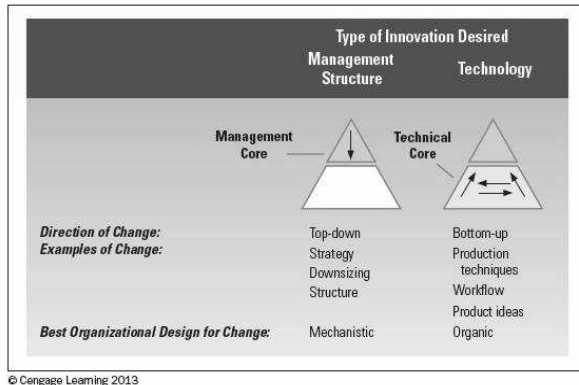 Type of Innovation Desired
Management
Structure
Technology
Management
Core
Technical
Core
Direction of Change:
Top-down
Bottom-up
Examples of Change:
Strategy
Production
techniques
Downsizing
Structure
Workflow
Product ideas
Best Organizational Design for Change:
Mechanistic
Organic
© Cengage Learning 2013